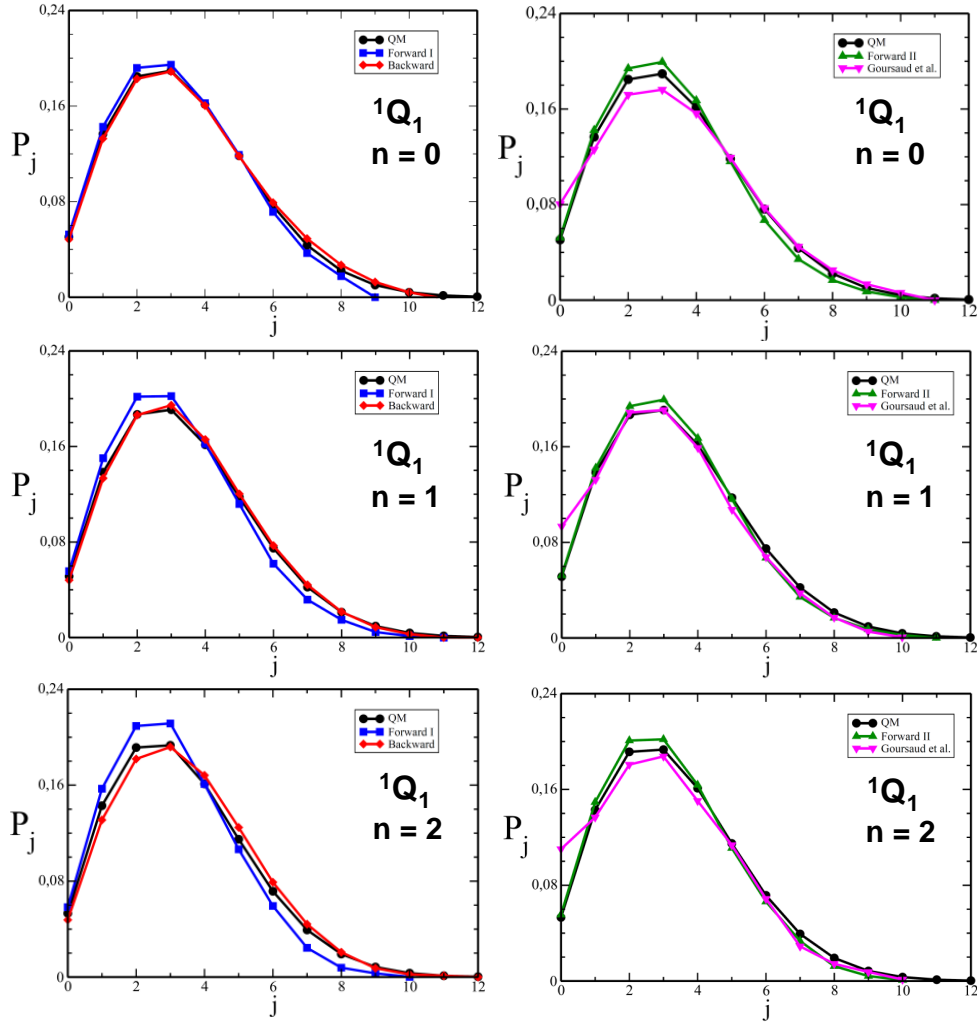 0,24
0,16
0,08
0
P_j
QM
Forward I
Backward
¹Q₁
n = 0
0 2 4 6 8 10 12
j
0,24
0,16
0,08
0
P_j
QM
Forward II
Goursaud et al.
¹Q₁
n = 0
0 2 4 6 8 10 12
j
0,24
0,16
0,08
0
P_j
QM
Forward I
Backward
¹Q₁
n = 1
0 2 4 6 8 10 12
j
0,24
0,16
0,08
0
P_j
QM
Forward II
Goursaud et al.
¹Q₁
n = 1
0 2 4 6 8 10 12
j
0,24
0,16
0,08
0
P_j
QM
Forward I
Backward
¹Q₁
n = 2
0 2 4 6 8 10 12
j
0,24
0,16
0,08
0
P_j
QM
Forward II
Goursaud et al.
¹Q₁
n = 2
0 2 4 6 8 10 12
j